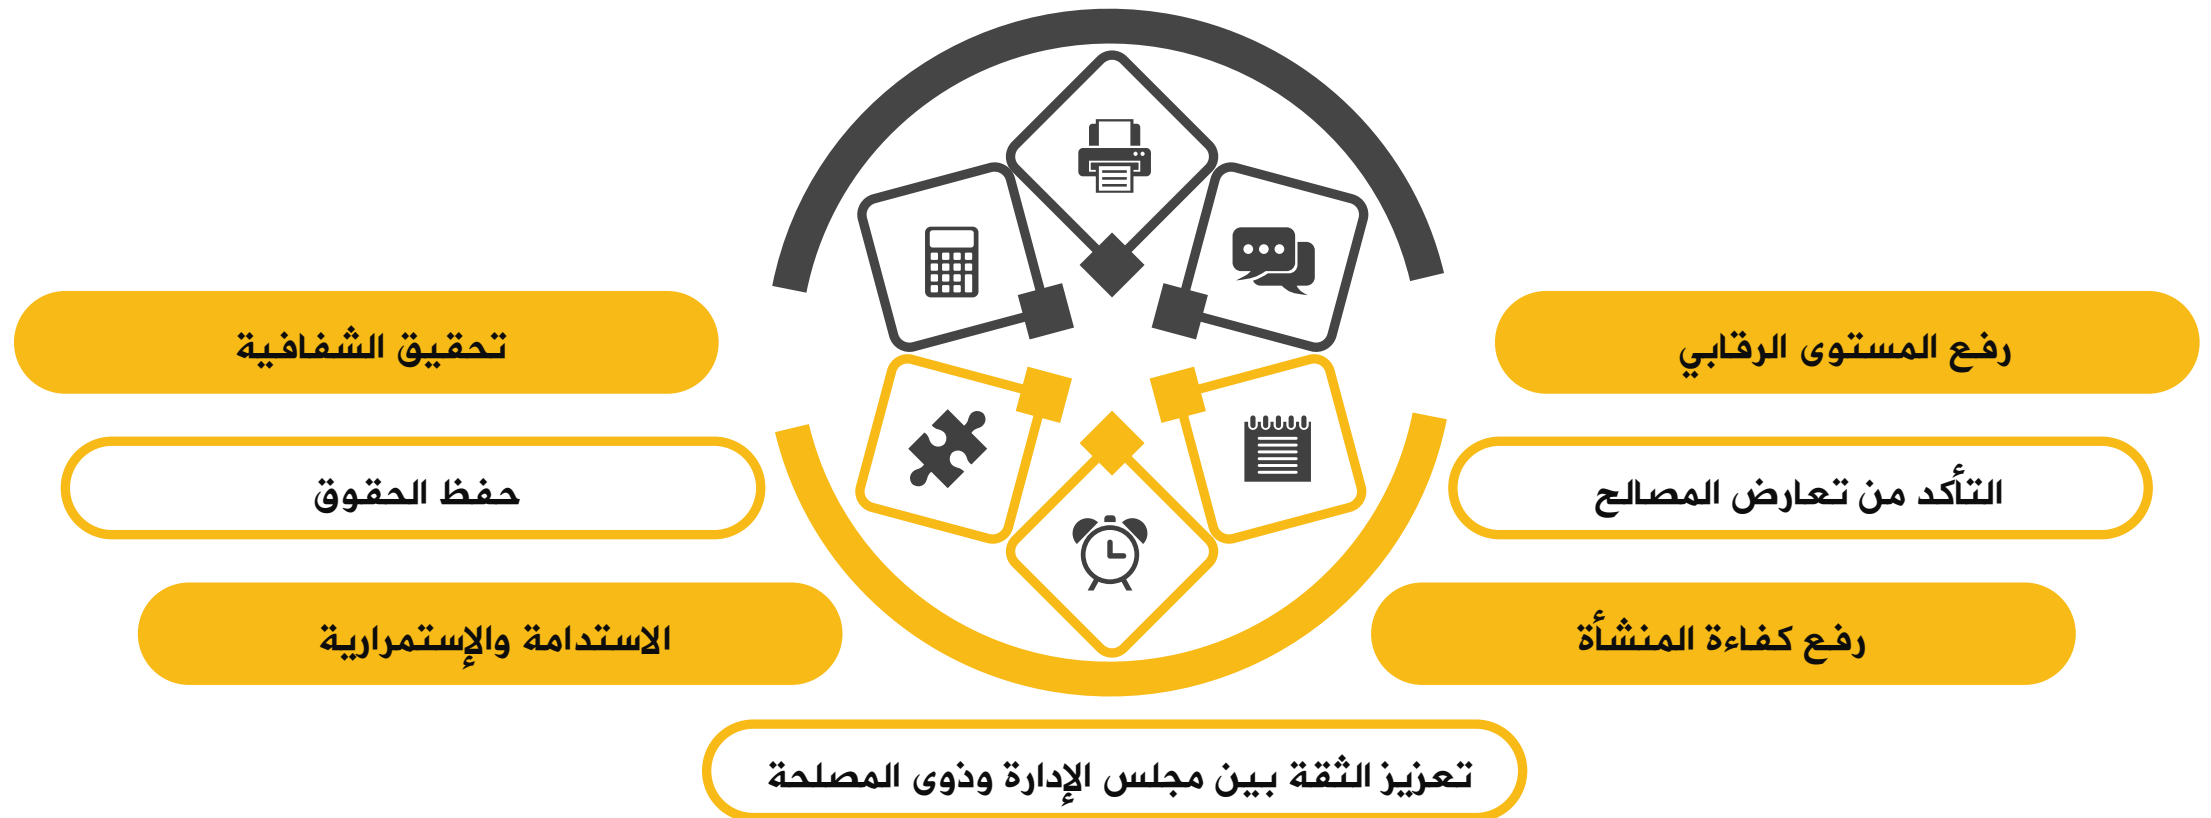 رفع المستوى الرقابي
تحقيق الشفافية
التأكد من تعارض المصالح
حفظ الحقوق
رفع كفاءة المنشأة
الاستدامة والإستمرارية
تعزيز الثقة بين مجلس الإدارة وذوى المصلحة